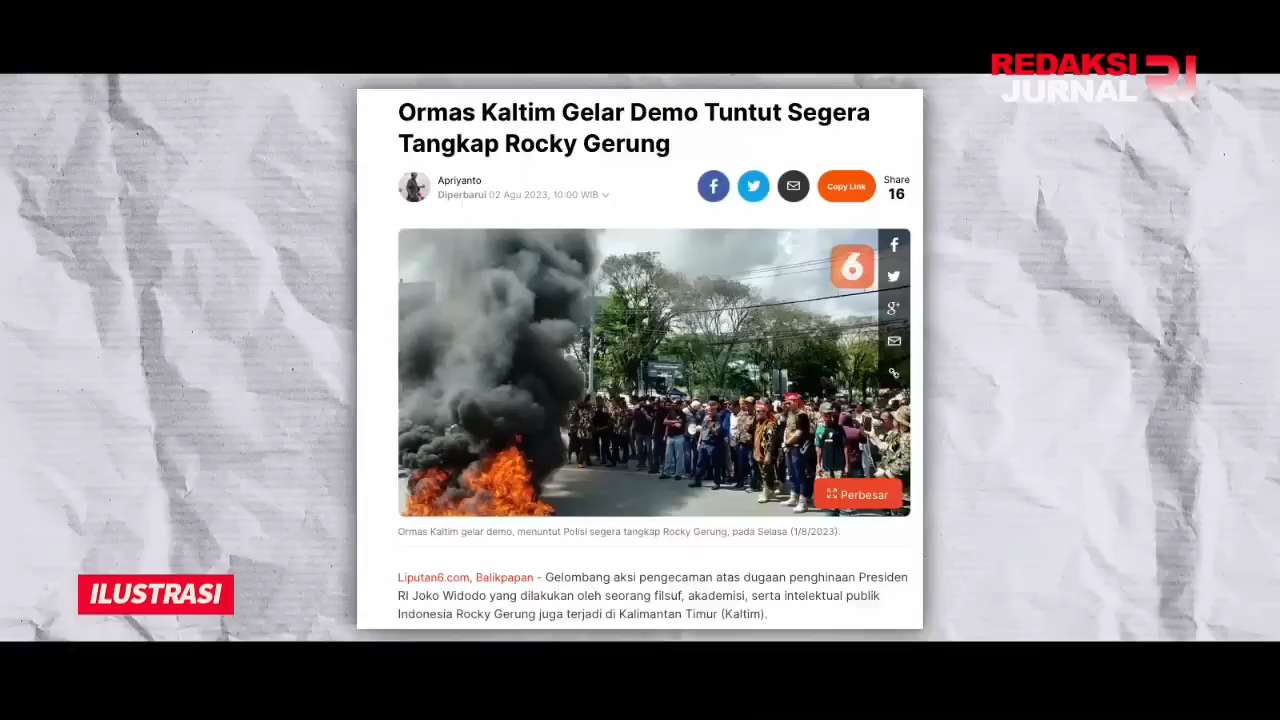 REDAKSI
JURNAL RJ
Ormas Kaltim Gelar Demo Tuntut Segera
Tangkap Rocky Gerung
Apriyanto
Diperbarui 02 Agu 2023, 10:00 WIB
Copy Link
Share
16
6
Perbesar
Ormas Kaltim gelar demo, menuntut Polisi segera tangkap Rocky Gerung, pada Selasa (1/8/2023).
Liputan6.com, Balikpapan - Gelombang aksi pengecaman atas dugaan penghinaan Presiden
RI Joko Widodo yang dilakukan oleh seorang filsuf, akademisi, serta intelektual publik
Indonesia Rocky Gerung juga terjadi di Kalimantan Timur (Kaltim).
ILUSTRASI